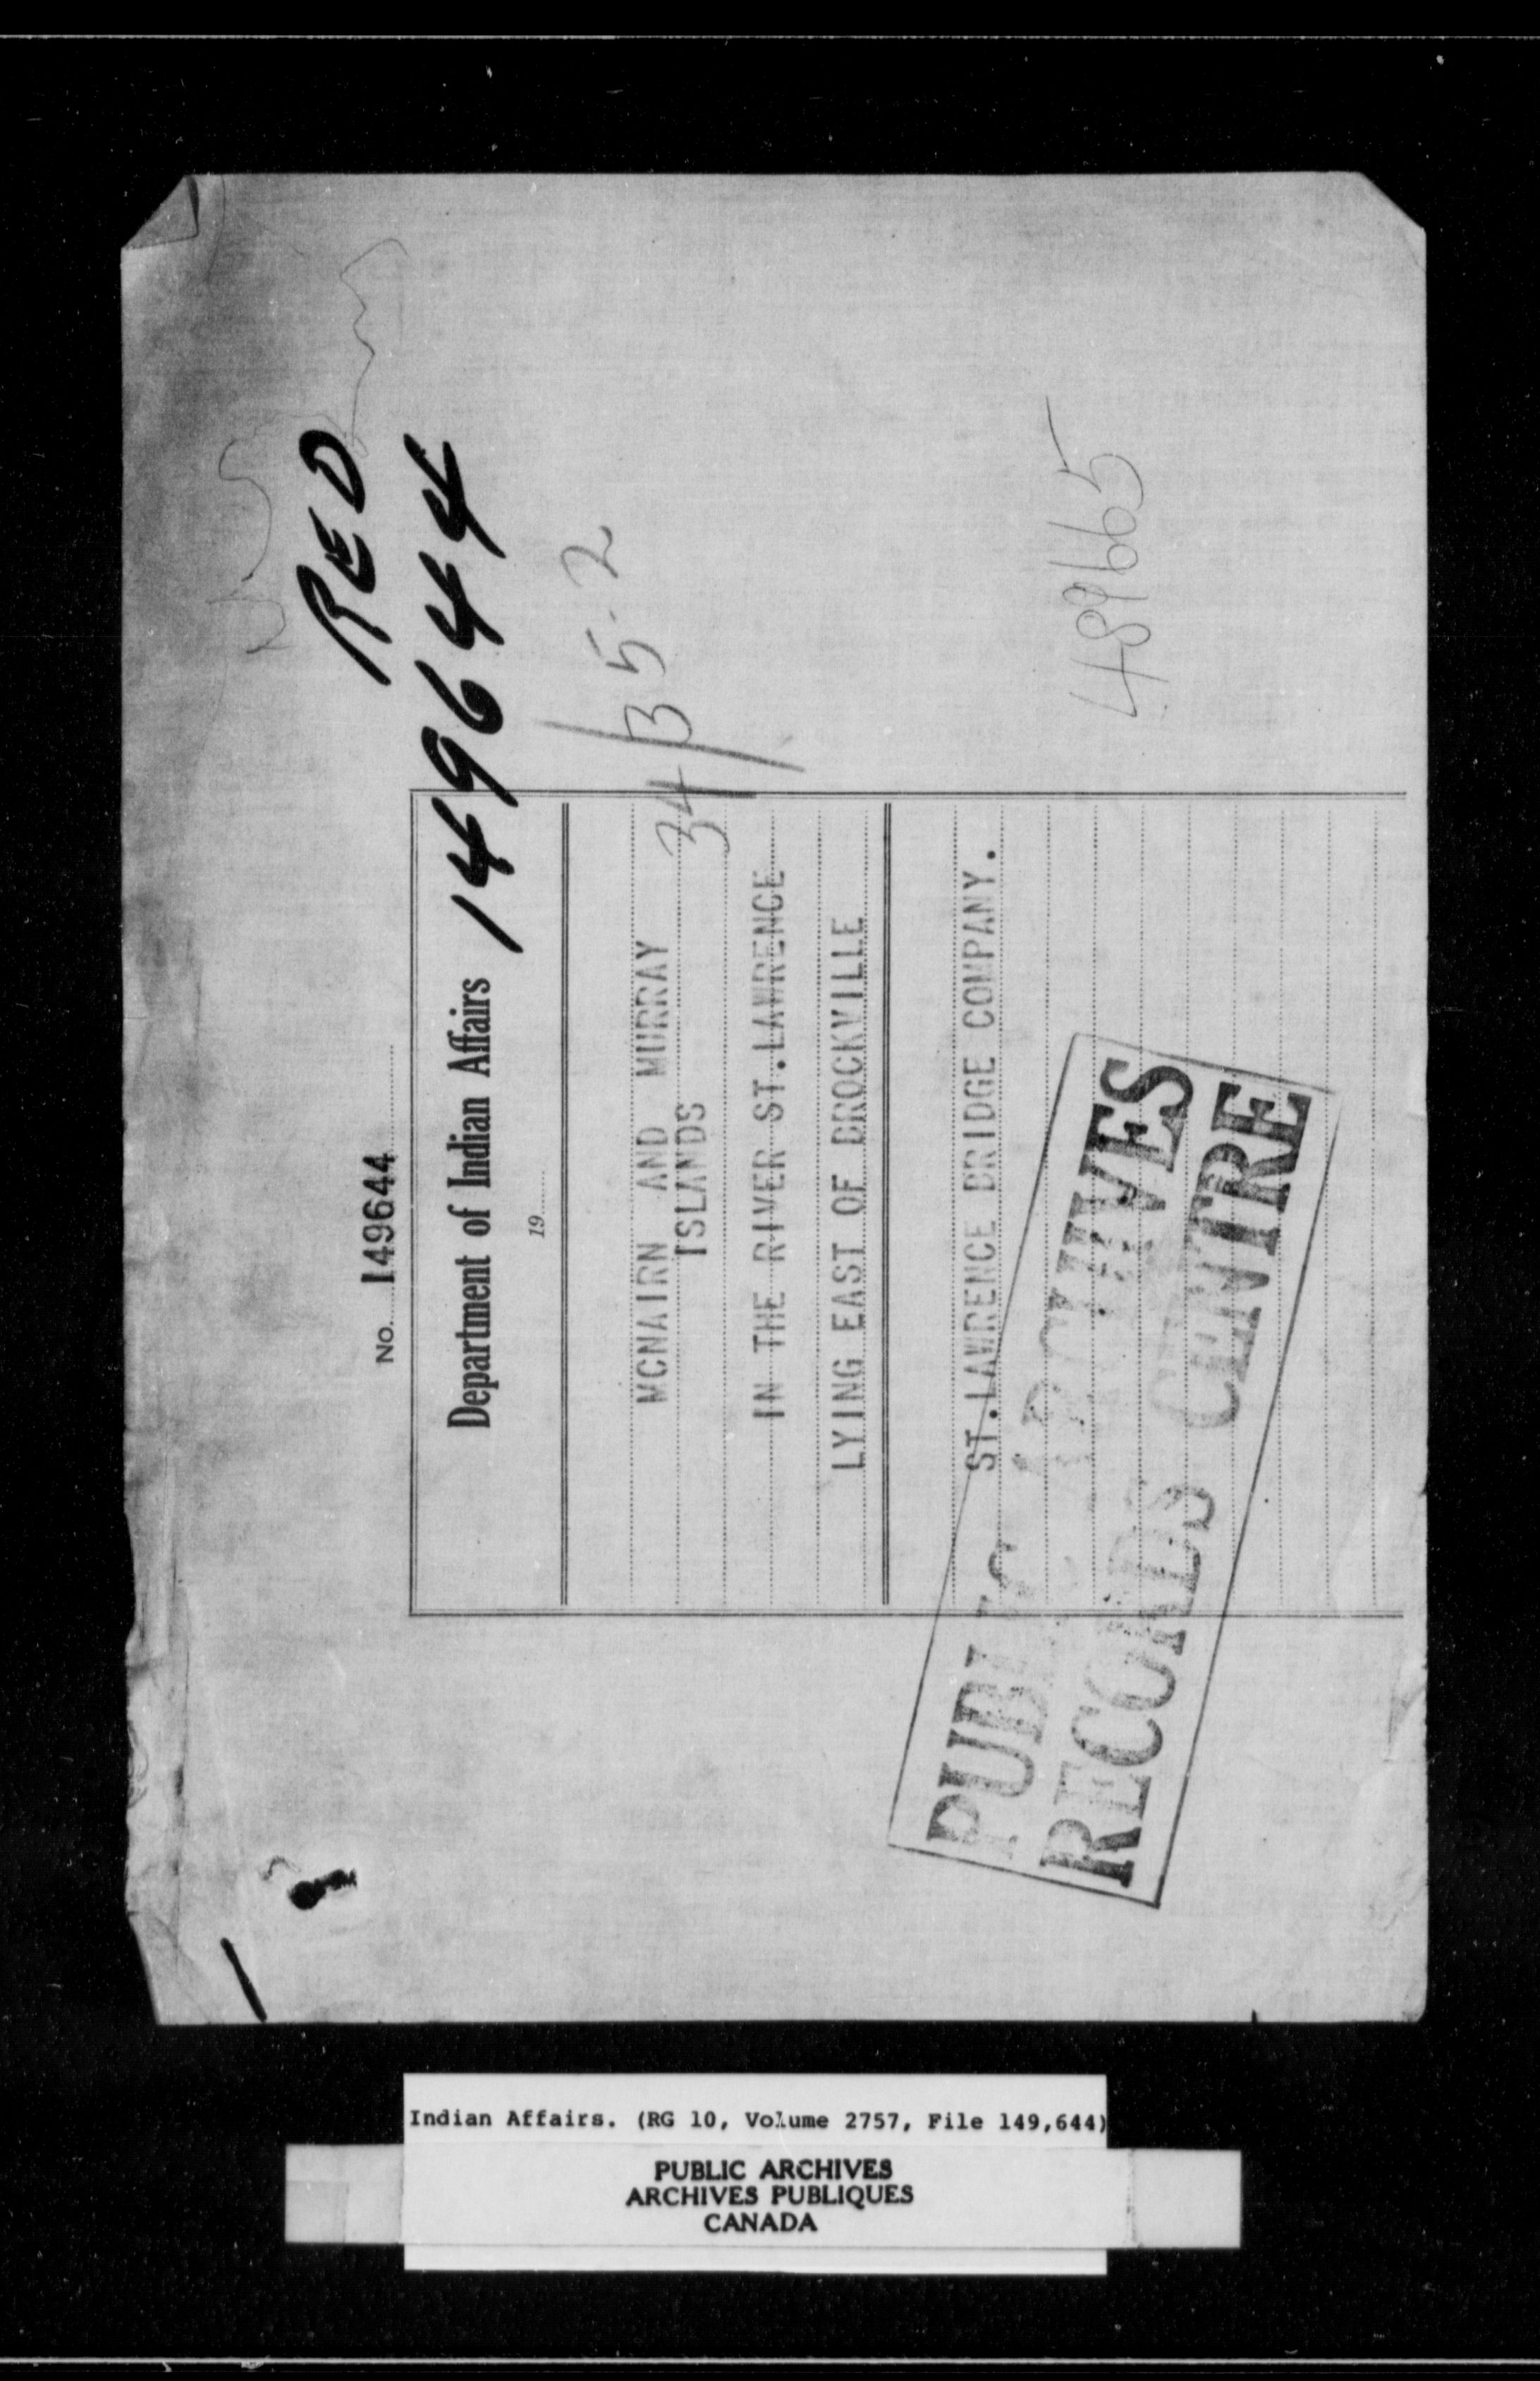 RED
149644
No. 149644
Department of Indian Affairs
19
34/35-2
MCNAIRN AND MURRAY
ISLANDS
IN THE RIVER ST.LAWRENCE
LYING EAST OF BROCKVILLE
ST.LAWRENCE BRIDGE COMPANY.
489665
PUBLIC ARCHIVES
RECORDS CENTRE
Indian Affairs. (RG 10, Volume 2757, File 149,644)
PUBLIC ARCHIVES
ARCHIVES PUBLIQUES
CANADA